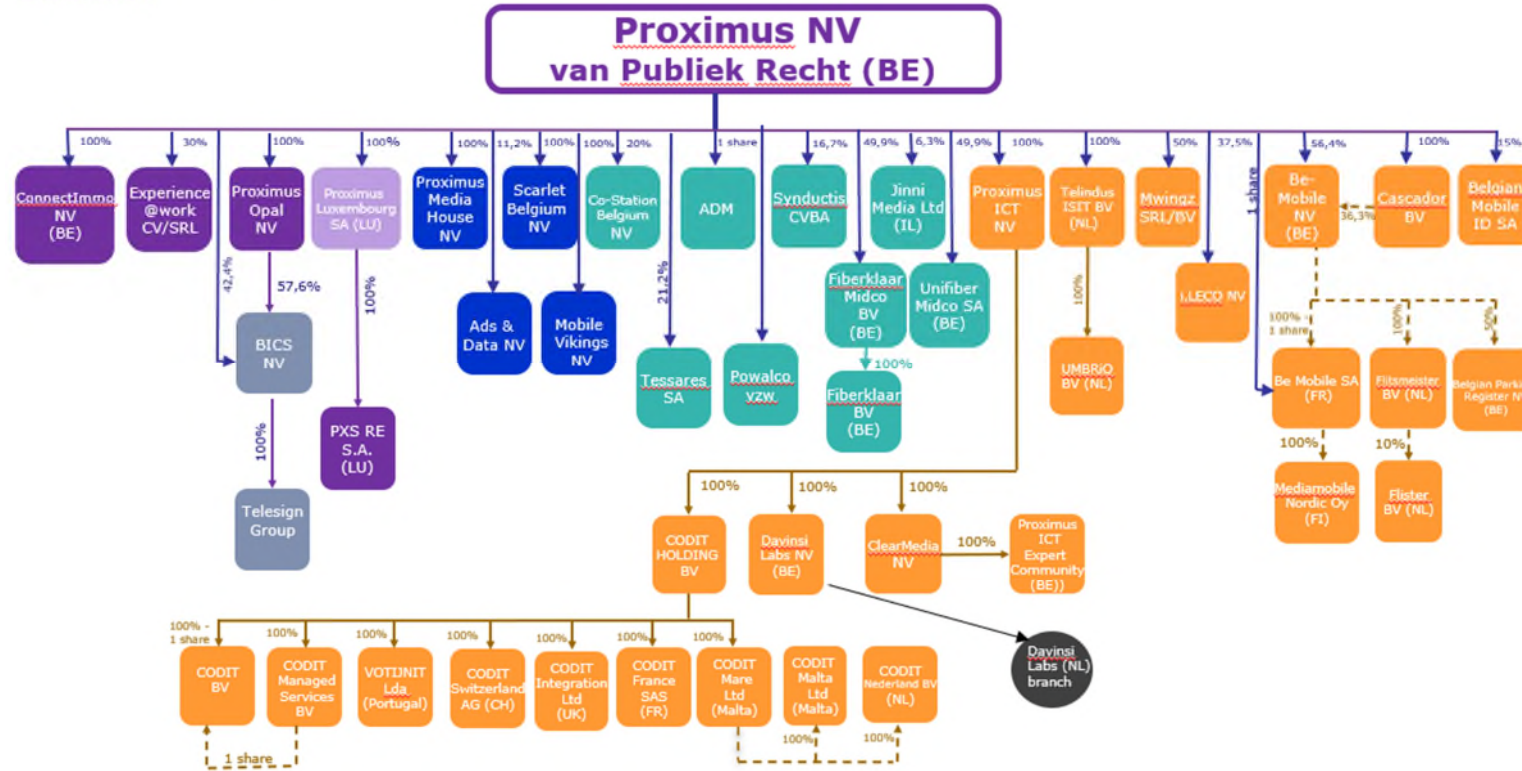 Proximus NV
van Publiek Recht (BE)
100%
30%
100%
100%
100%
11,2%
100%
100%
20%
1 share
16,7%
49,9%
6,3%
49,9%
100%
100%
50%
37,5%
56,4%
100%
15%
ConnectImmo
NV
(BE)
Experience
@work
CV/SRL
Proximus
Opal
NV
Proximus
Luxembourg
SA (LU)
Proximus
Media
House
NV
Scarlet
Belgium
NV
Co-Station
Belgium
NV
ADM
Synductis
CVBA
Jinni
Media Ltd
(IL)
Proximus
ICT
NV
Telindus
ISIT BV
(NL)
Mwingz
SRL/BV
1 share
Be-
Mobile NV
(BE)
36,3%
Cascador
BV
Belgian
Mobile
ID SA
42,4%
57,6%
100%
21,2%
Fiberklaar
Midco
BV
(BE)
Unifiber
Midco SA
(BE)
100%
I.LECO NV
BICS
NV
Ads &
Data NV
Mobile
Vikings
NV
100% -
1 share
100%
50%
Tessares
SA
Powalco
vzw
100%
Fiberklaar
BV
(BE)
UMBRiO
BV (NL)
Be Mobile SA
(FR)
Flitsmeister
BV (NL)
Belgian Parki
Register N
(BE)
PXS RE
S.A.
(LU)
100%
100%
10%
Telesign
Group
Mediamobile
Nordic Oy
(FI)
Flister
BV (NL)
100%
100%
100%
CODIT
HOLDING
BV
Davinsi
Labs NV
(BE)
ClearMedia
NV
100%
Proximus
ICT
Expert
Community
(BE))
100% -
1 share
100%
100%
100%
100%
100%
100%
CODIT
BV
CODIT
Managed
Services
BV
VOTIJNIT
Lda.
(Portugal)
CODIT
Switzerland
AG (CH)
CODIT
Integration
Ltd
(UK)
CODIT
France
SAS
(FR)
CODIT
Mare
Ltd
(Malta)
CODIT
Malta
Ltd
(Malta)
CODIT
Nederland BV
(NL)
Davinsi
Labs (NL)
branch
1 share
100%
100%